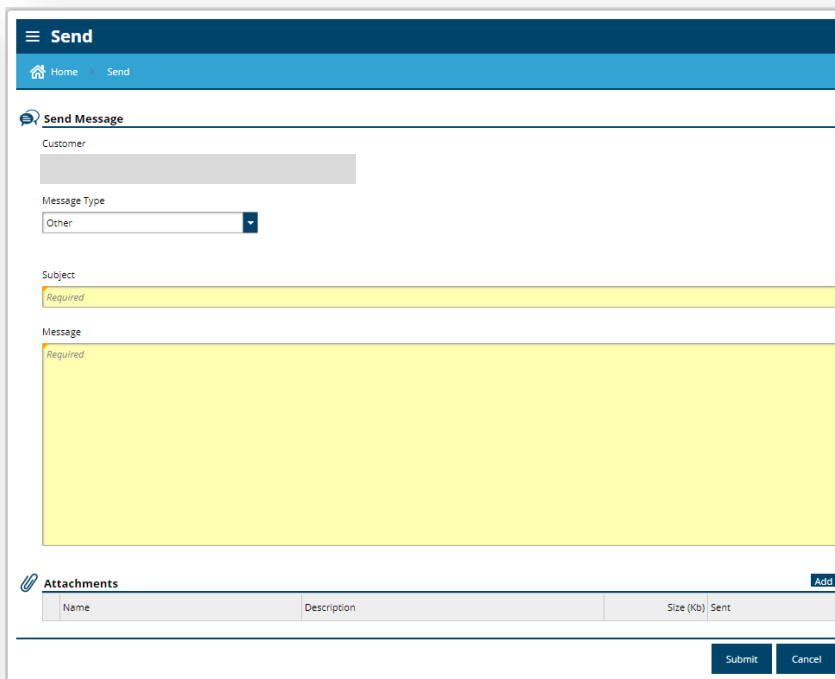 Send
Home Send
Send Message
Customer
Message Type
Other
Subject
Required
Message
Required
Attachments Add
Name Description Size (Kb) Sent
Submit Cancel